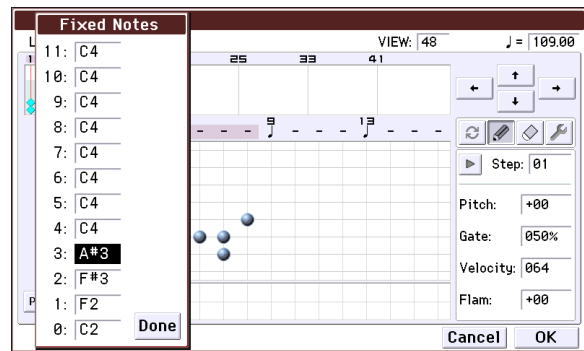 Fixed Notes
VIEW: 48
♩= 109.00
11: C4
10: C4
9: C4
8: C4
7: C4
6: C4
5: C4
4: C4
3: A#3
2: F#3
1: F2
0: C2
Done
25 33 41
9 13
Step: 01
Pitch: +00
Gate: 050%
Velocity: 064
Flam: +00
Cancel OK